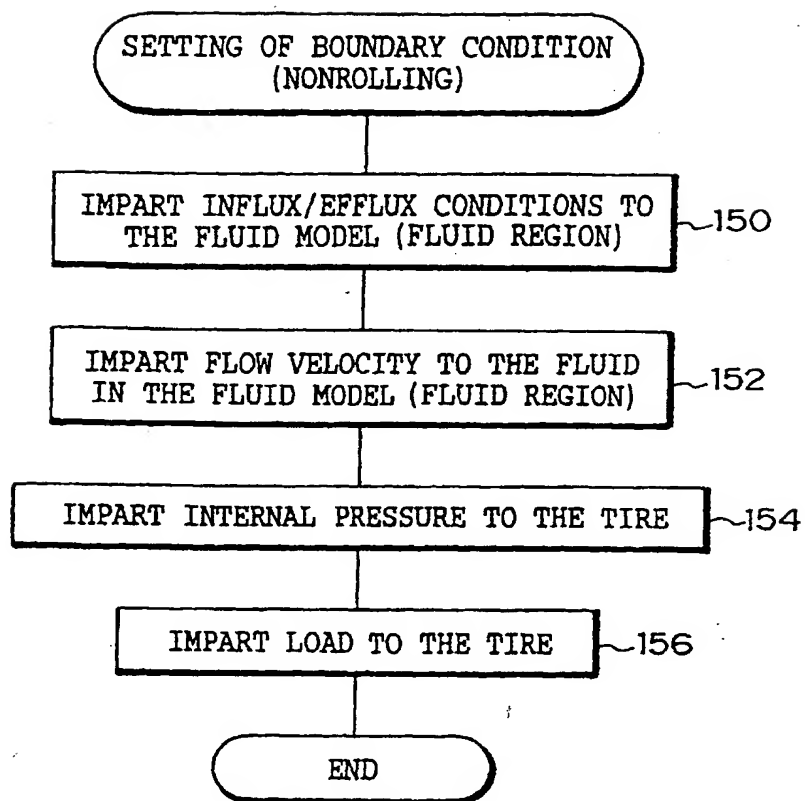 SETTING OF BOUNDARY CONDITION
(NONROLLING)
IMPART INFLUX/EFFLUX CONDITIONS TO
THE FLUID MODEL (FLUID REGION)
150
IMPART FLOW VELOCITY TO THE FLUID
IN THE FLUID MODEL (FLUID REGION)
152
IMPART INTERNAL PRESSURE TO THE TIRE
154
IMPART LOAD TO THE TIRE
156
END